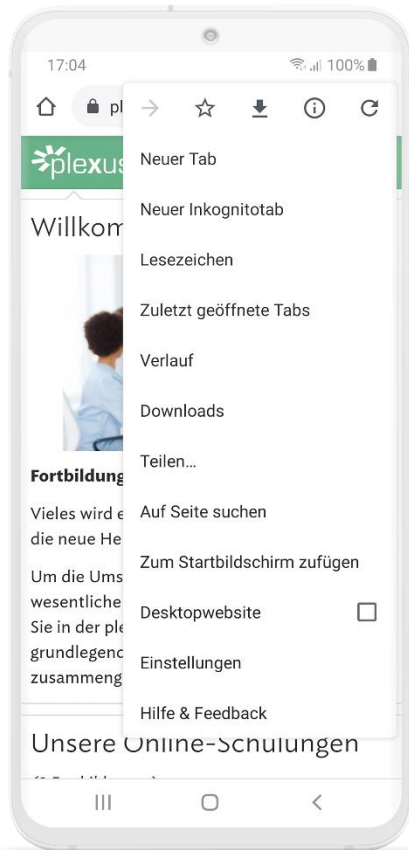 17:04 100%
pl
plexus
Neuer Tab
Neuer Inkognitotab
Willkom
Lesezeichen
Zuletzt geöffnete Tabs
Verlauf
Downloads
Teilen...
Fortbildung
Auf Seite suchen
Vieles wird e
die neue He
Zum Startbildschirm zufügen
Um die Ums
wesentliche
Desktopwebsite
Sie in der ple
grundlegend
Einstellungen
zusammeng
Hilfe & Feedback
Unsere Online-Schulungen